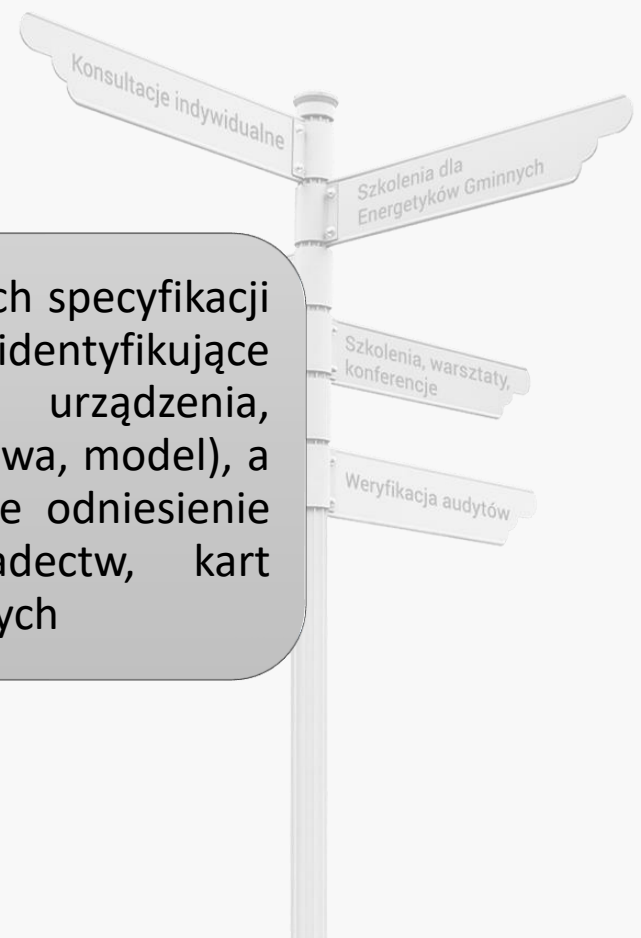 Konsultacje indywidualne
Szkolenia dla
Energetyków Gminnych
ch specyfikacji
identyfikujące
urządzenia,
wa, model), a
e odniesienie
adectw, kart
ych
Szkolenia, warsztaty,
konferencje
Weryfikacja audytów